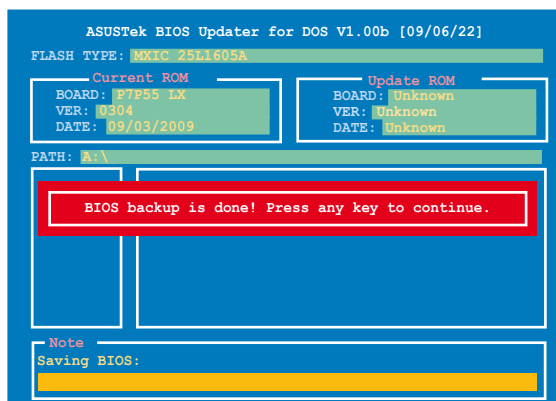 ASUSTek BIOS Updater for DOS V1.00b [09/06/22]
FLASH TYPE: MXIC 25L1605A
Current ROM
BOARD: P7P55 LX
VER: 0304
DATE: 09/03/2009
Update ROM
BOARD: Unknown
VER: Unknown
DATE: Unknown
PATH: A:\
BIOS backup is done! Press any key to continue.
Note
Saving BIOS: